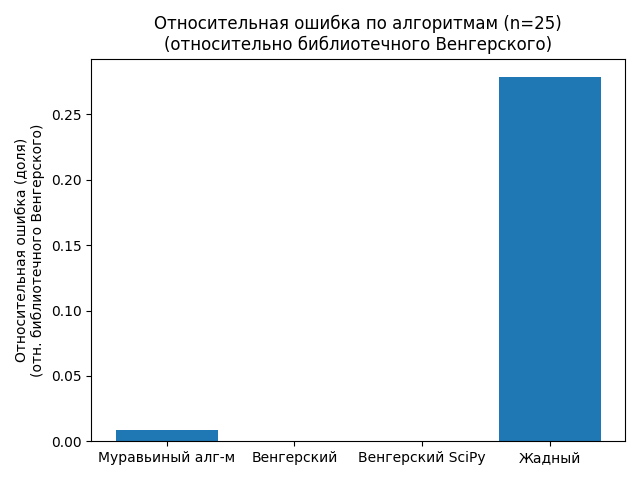 Относительная ошибка по алгоритмам (n=25)
(относительно библиотечного Венгерского)
Относительная ошибка (доля)
(отн. библиотечного Венгерского)
0.25
0.20
0.15
0.10
0.05
0.00
Муравьиный алг-м
Венгерский
Венгерский SciPy
Жадный